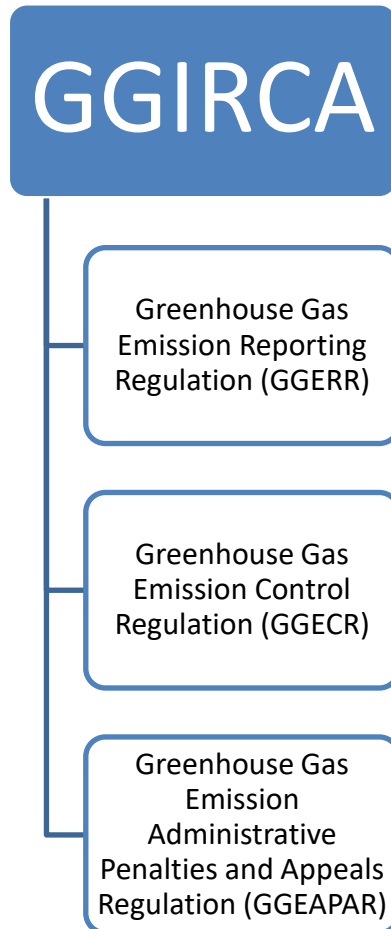 GGIRCA
Greenhouse Gas
Emission Reporting
Regulation (GGERR)
Greenhouse Gas
Emission Control
Regulation (GGECR)
Greenhouse Gas
Emission
Administrative
Penalties and Appeals
Regulation (GGEAPAR)